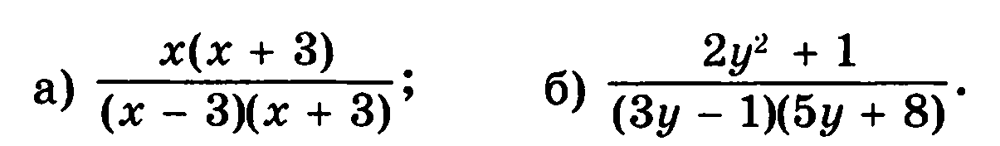 а) x(x + 3) / (x − 3)(x + 3); б) 2y² + 1 / (3y − 1)(5y + 8).